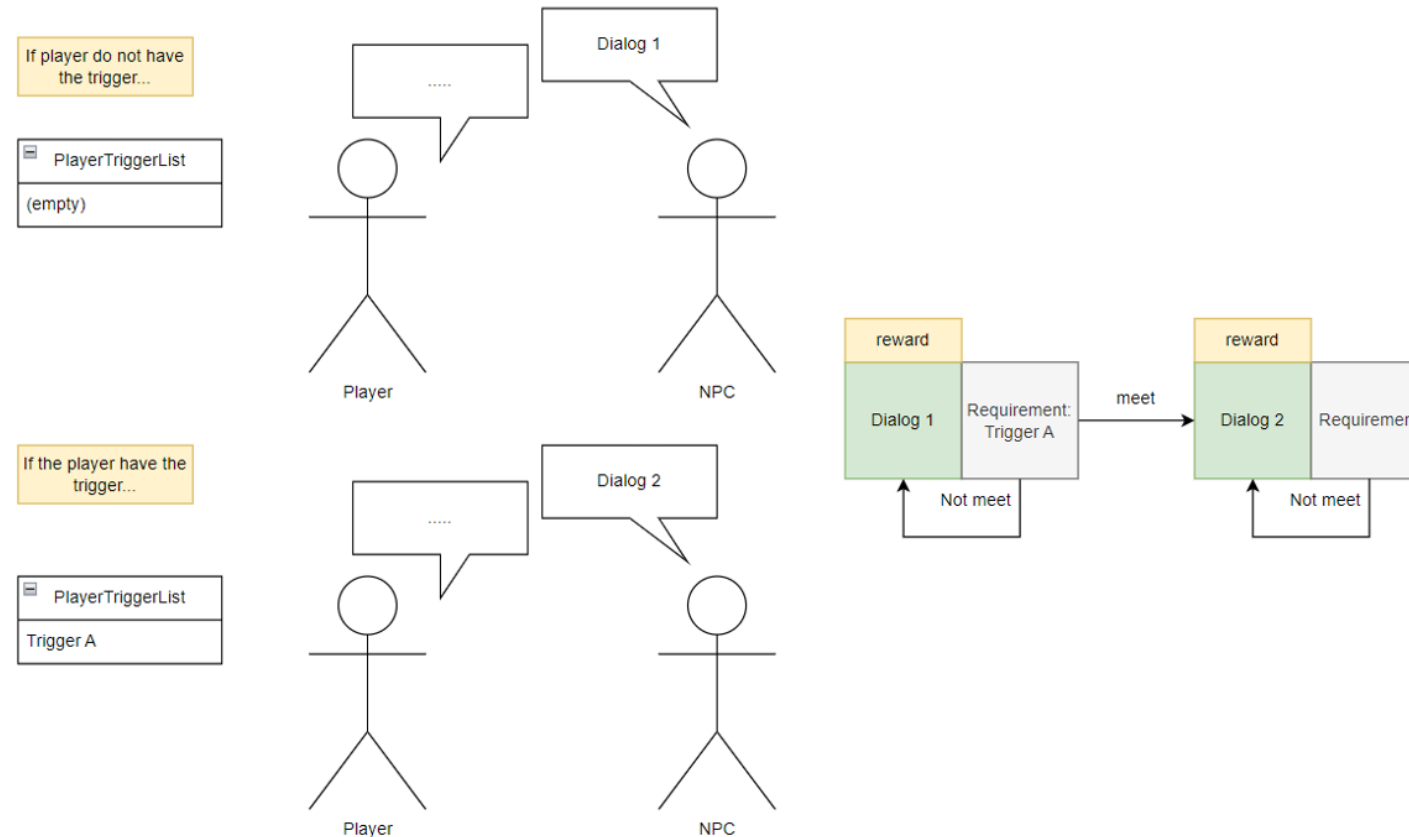 If player do not have
the trigger...
.....
Dialog 1
PlayerTriggerList
(empty)
Player
NPC
If the player have the
trigger...
.....
Dialog 2
PlayerTriggerList
Trigger A
Player
NPC
reward
Dialog 1
Requirement:
Trigger A
Not meet
meet
reward
Dialog 2
Not meet